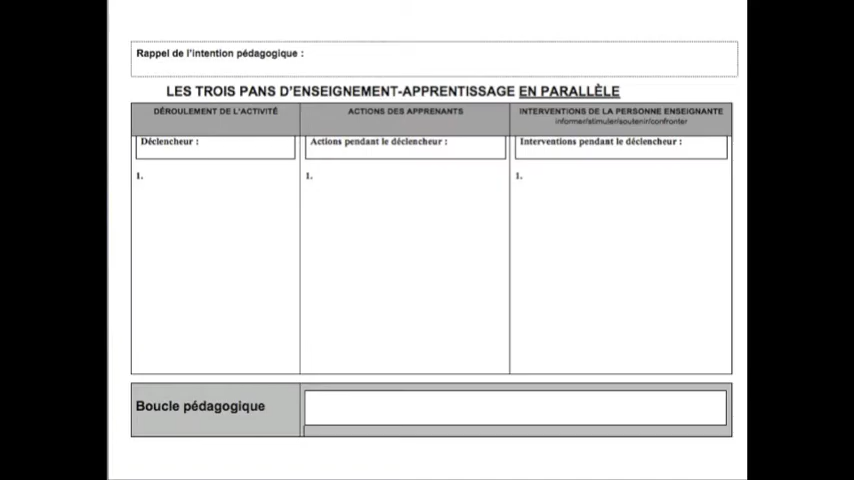 Rappel de l'intention pédagogique :
LES TROIS PANS D'ENSEIGNEMENT-APPRENTISSAGE EN PARALLÈLE
DÉROULEMENT DE L'ACTIVITÉ
ACTIONS DES APPRENANTS
INTERVENTIONS DE LA PERSONNE ENSEIGNANTE
informer/stimuler/soutenir/confronter
Déclencheur :
Actions pendant le déclencheur :
Interventions pendant le déclencheur :
1.
1.
1.
Boucle pédagogique